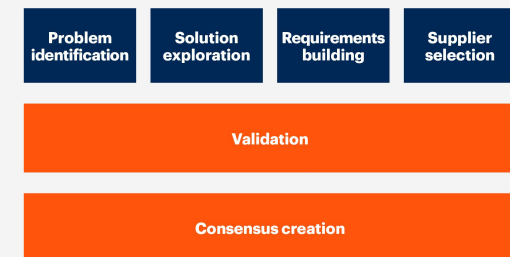 Problem
identification
Solution
exploration
Requirements
building
Supplier
selection
Validation
Consensus creation